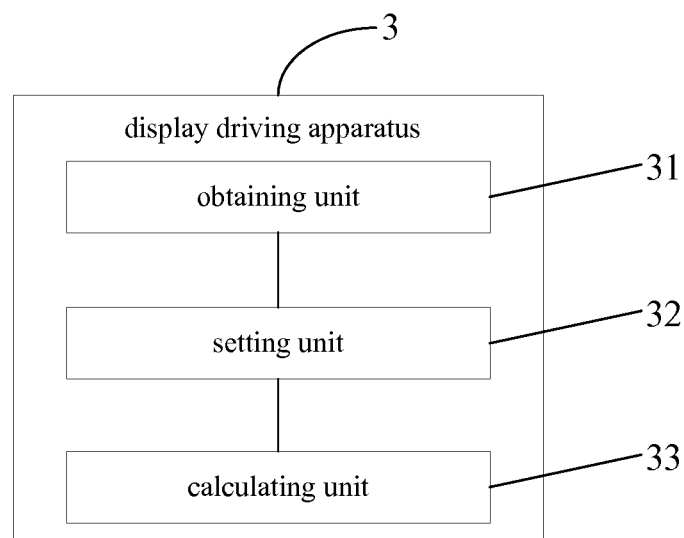 3
display driving apparatus
obtaining unit
31
setting unit
32
calculating unit
33